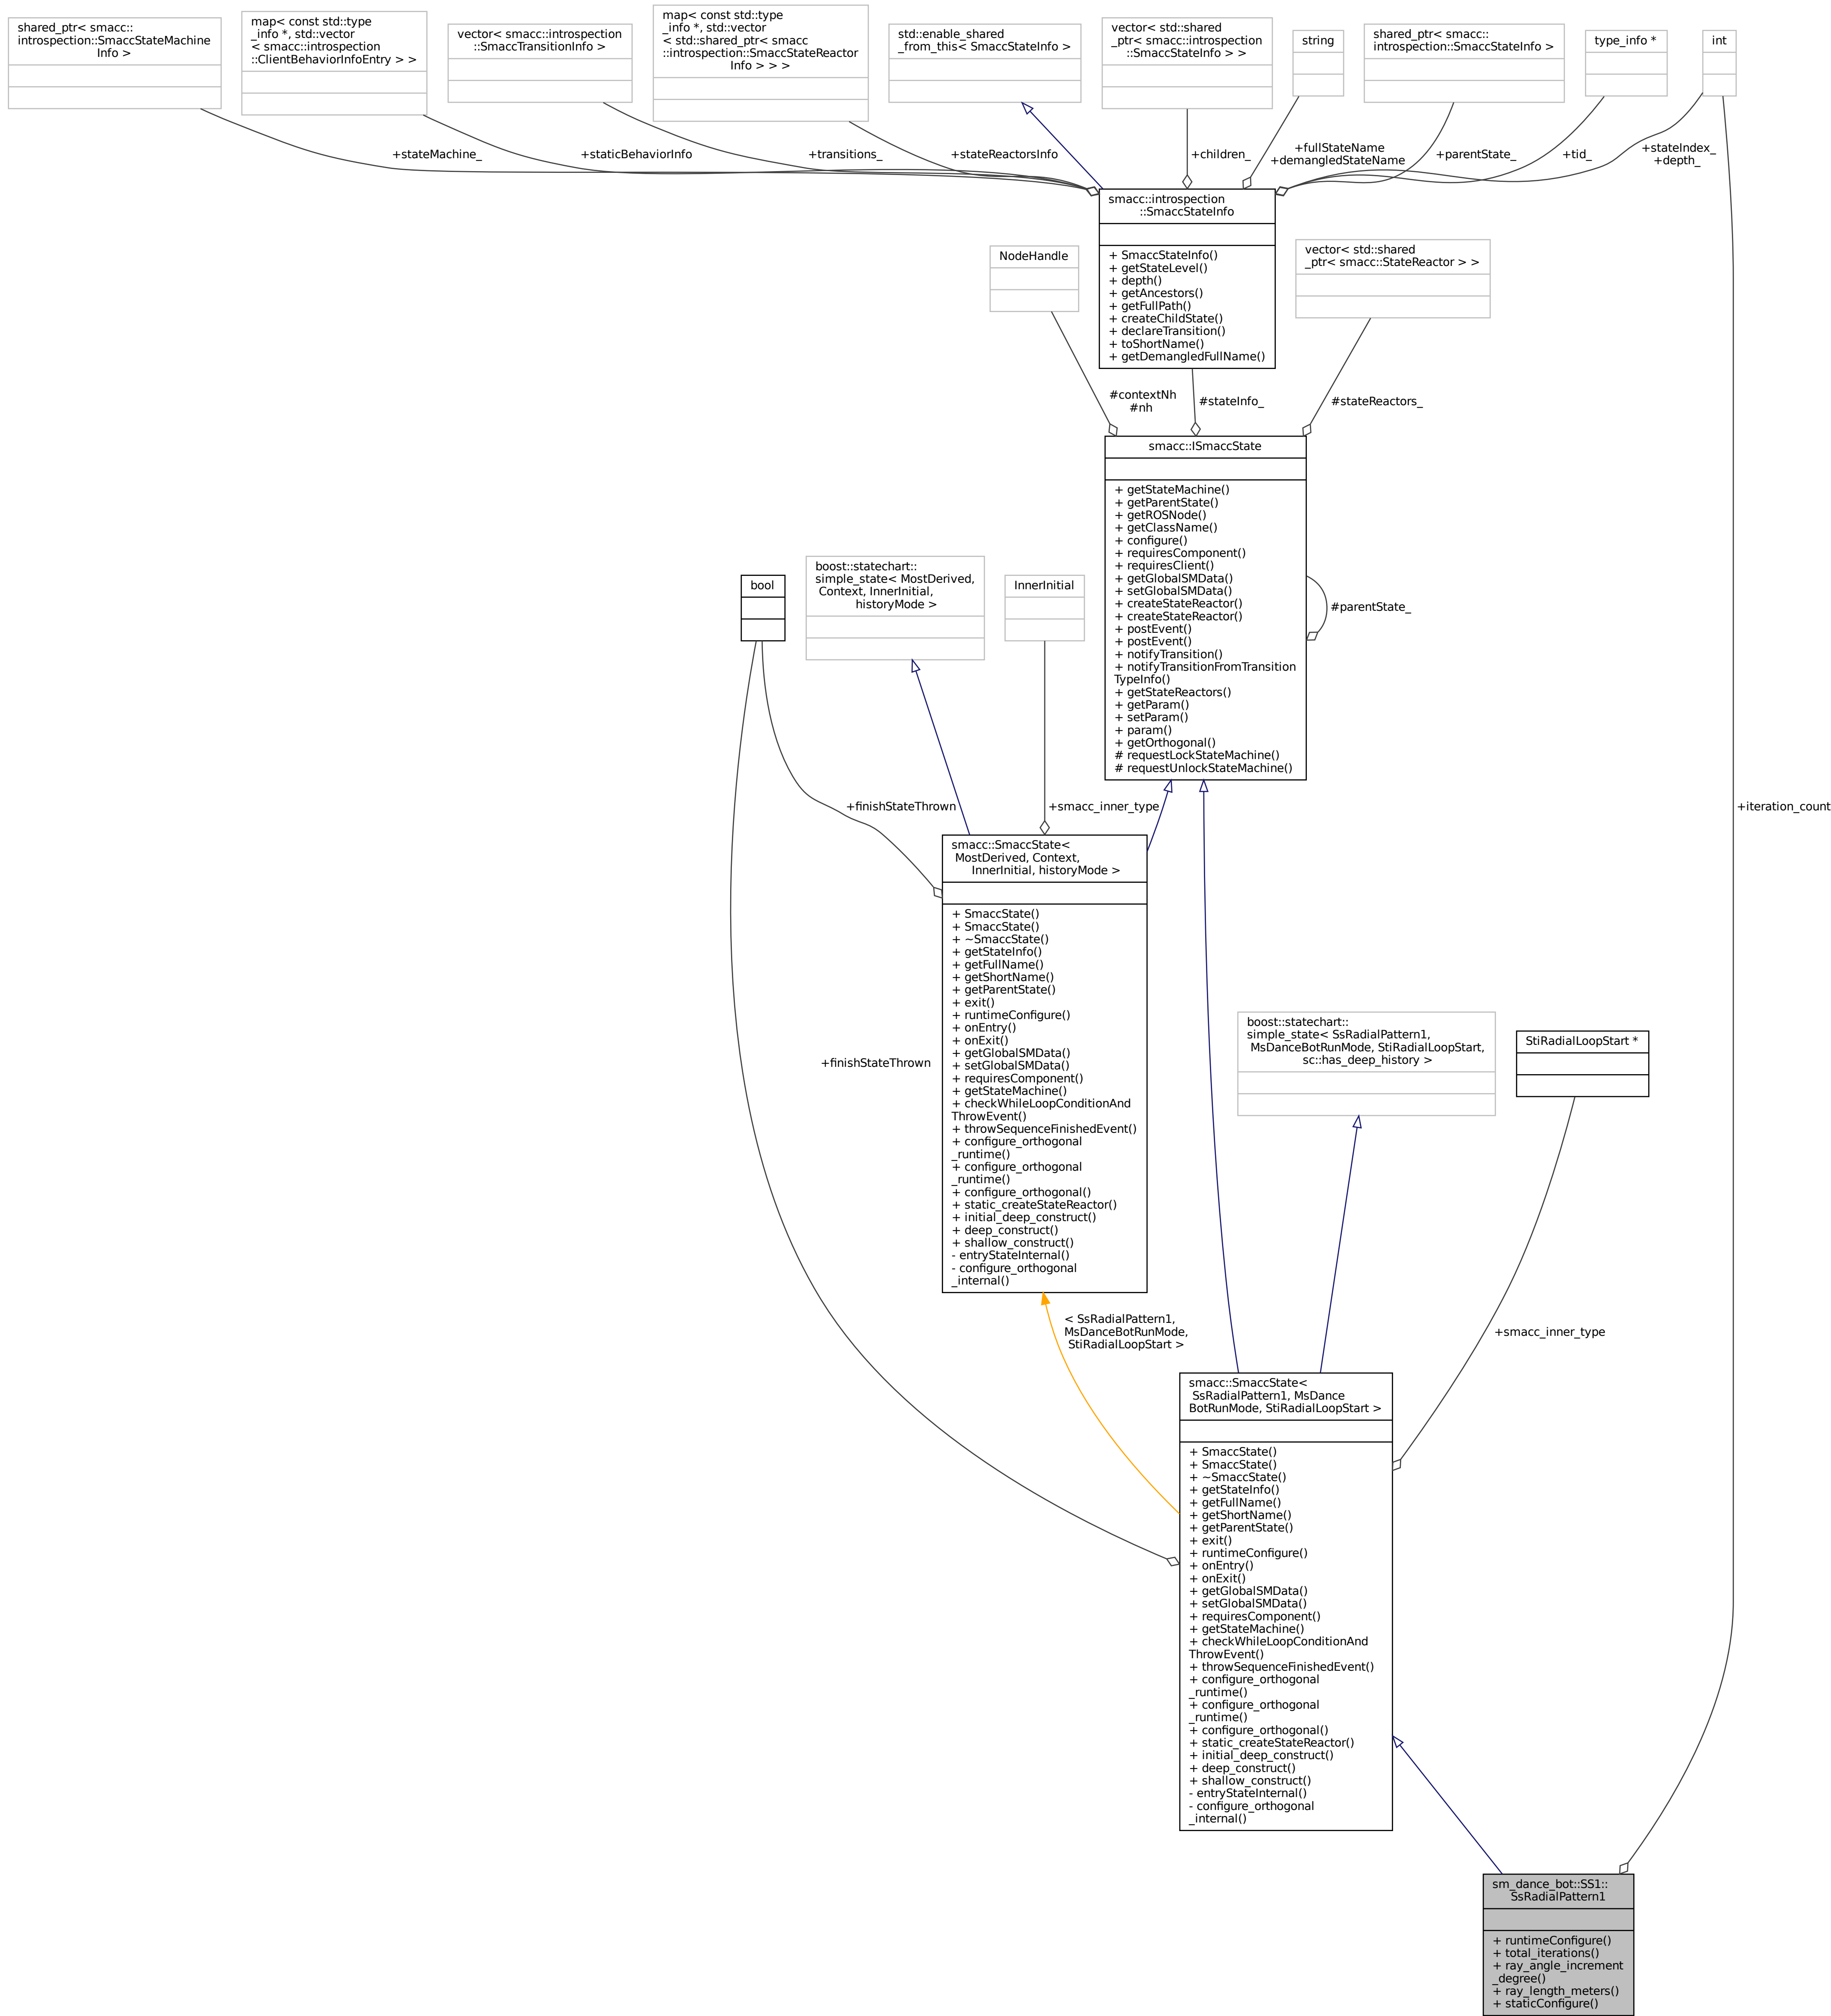 shared_ptr< smacc::
introspection::SmaccStateMachine
Info >
map< const std::type
_info *, std::vector
< smacc::introspection
::ClientBehaviorInfoEntry > >
vector< smacc::introspection
::SmaccTransitionInfo >
map< const std::type
_info *, std::vector
< std::shared_ptr< smacc
::introspection::SmaccStateReactor
Info > > >
std::enable_shared
_from_this< SmaccStateInfo >
vector< std::shared
_ptr< smacc::introspection
::SmaccStateInfo > >
string
shared_ptr< smacc::
introspection::SmaccStateInfo >
type_info *
int
+stateMachine_
+staticBehaviorInfo
+transitions_
+stateReactorsInfo
+children_
+fullStateName
+demangledStateName
+parentState_
+tid_
+stateIndex_
+depth_
smacc::introspection
::SmaccStateInfo
+ SmaccStateInfo()
+ getStateLevel()
+ depth()
+ getAncestors()
+ getFullPath()
+ createChildState()
+ declareTransition()
+ toShortName()
+ getDemangledFullName()
NodeHandle
vector< std::shared
_ptr< smacc::StateReactor > >
#contextNh
#nh
#stateInfo_
#stateReactors_
smacc::ISmaccState
+ getStateMachine()
+ getParentState()
+ getROSNode()
+ getClassName()
+ configure()
+ requiresComponent()
+ requiresClient()
+ getGlobalSMData()
+ setGlobalSMData()
+ createStateReactor()
+ createStateReactor()
+ postEvent()
+ postEvent()
+ notifyTransition()
+ notifyTransitionFromTransition
TypeInfo()
+ getStateReactors()
+ getParam()
+ setParam()
+ param()
+ getOrthogonal()
# requestLockStateMachine()
# requestUnlockStateMachine()
#parentState_
bool
boost::statechart::
simple_state< MostDerived,
Context, InnerInitial,
historyMode >
InnerInitial
+finishStateThrown
+smacc_inner_type
+iteration_count
smacc::SmaccState<
MostDerived, Context,
InnerInitial, historyMode >
+ SmaccState()
+ SmaccState()
+ ~SmaccState()
+ getStateInfo()
+ getFullName()
+ getShortName()
+ getParentState()
+ exit()
+ runtimeConfigure()
+ onEntry()
+ onExit()
+ getGlobalSMData()
+ setGlobalSMData()
+ requiresComponent()
+ getStateMachine()
+ checkWhileLoopConditionAnd
ThrowEvent()
+ throwSequenceFinishedEvent()
+ configure_orthogonal
_runtime()
+ configure_orthogonal
_runtime()
+ configure_orthogonal()
+ static_createStateReactor()
+ initial_deep_construct()
+ deep_construct()
+ shallow_construct()
- entryStateInternal()
- configure_orthogonal
_internal()
+finishStateThrown
boost::statechart::
simple_state< SsRadialPattern1,
MsDanceBotRunMode, StiRadialLoopStart,
sc::has_deep_history >
StiRadialLoopStart *
< SsRadialPattern1,
MsDanceBotRunMode,
StiRadialLoopStart >
+smacc_inner_type
smacc::SmaccState<
SsRadialPattern1, MsDance
BotRunMode, StiRadialLoopStart >
+ SmaccState()
+ SmaccState()
+ ~SmaccState()
+ getStateInfo()
+ getFullName()
+ getShortName()
+ getParentState()
+ exit()
+ runtimeConfigure()
+ onEntry()
+ onExit()
+ getGlobalSMData()
+ setGlobalSMData()
+ requiresComponent()
+ getStateMachine()
+ checkWhileLoopConditionAnd
ThrowEvent()
+ throwSequenceFinishedEvent()
+ configure_orthogonal
_runtime()
+ configure_orthogonal
_runtime()
+ configure_orthogonal()
+ static_createStateReactor()
+ initial_deep_construct()
+ deep_construct()
+ shallow_construct()
- entryStateInternal()
- configure_orthogonal
_internal()
sm_dance_bot::SS1::
SsRadialPattern1
+ runtimeConfigure()
+ total_iterations()
+ ray_angle_increment
_degree()
+ ray_length_meters()
+ staticConfigure()